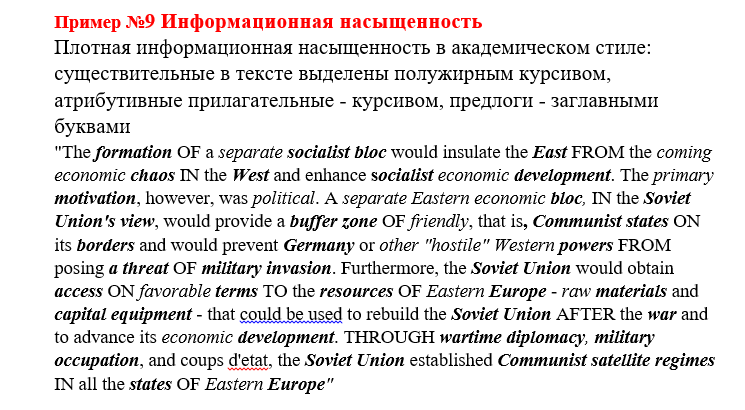 Пример №9 Информационная насыщенность
Плотная информационная насыщенность в академическом стиле:
существительные в тексте выделены полужирным курсивом,
атрибутивные прилагательные - курсивом, предлоги - заглавными
буквами
"The formation OF a separate socialist bloc would insulate the East FROM the coming
economic chaos IN the West and enhance socialist economic development. The primary
motivation, however, was political. A separate Eastern economic bloc, IN the Soviet
Union's view, would provide a buffer zone OF friendly, that is, Communist states ON
its borders and would prevent Germany or other "hostile" Western powers FROM
posing a threat OF military invasion. Furthermore, the Soviet Union would obtain
access ON favorable terms TO the resources OF Eastern Europe - raw materials and
capital equipment - that could be used to rebuild the Soviet Union AFTER the war and
to advance its economic development. THROUGH wartime diplomacy, military
occupation, and coups d'etat, the Soviet Union established Communist satellite regimes
IN all the states OF Eastern Europe"